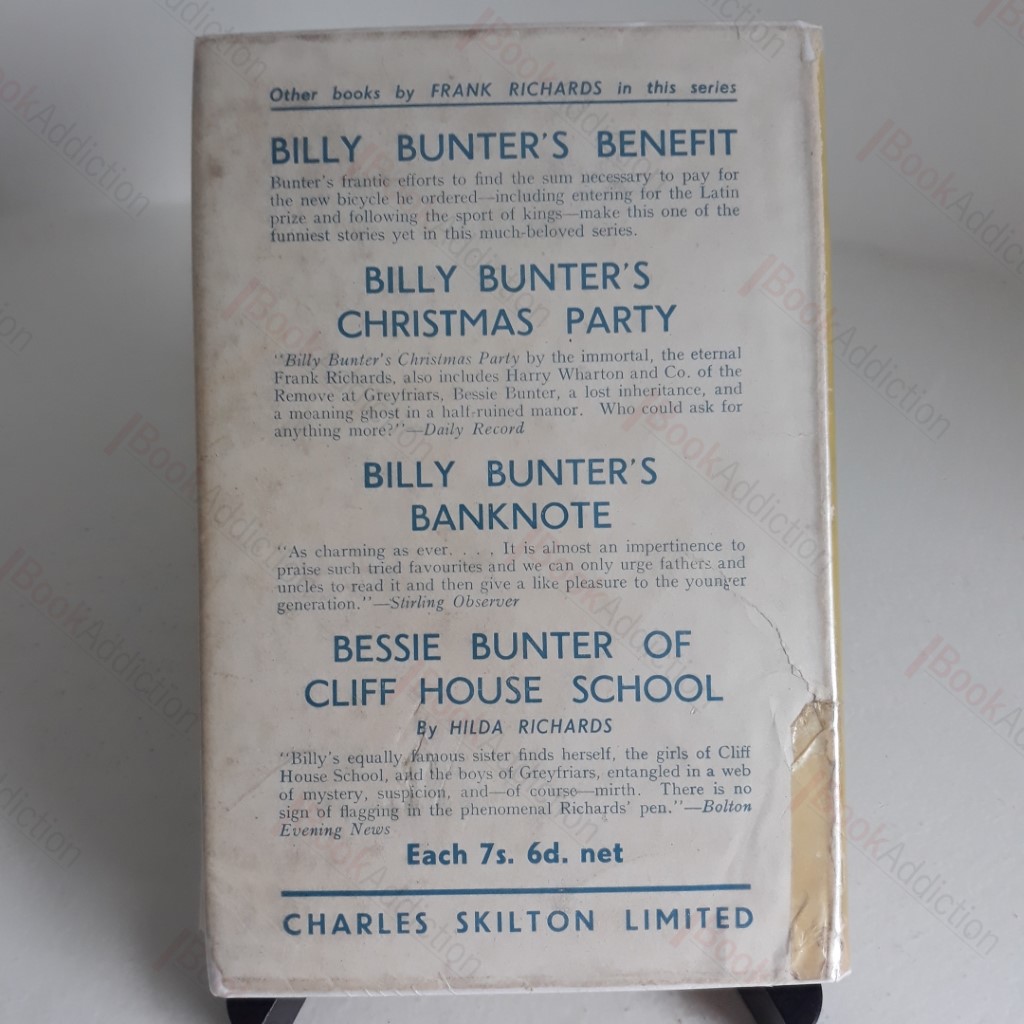 Other books by FRANK RICHARDS in this series
BILLY BUNTER'S BENEFIT
Bunter's frantic efforts to find the sum necessary to pay for
the new bicycle he ordered—including entering for the Latin
prize and following the sport of kings—make this one of the
funniest stories yet in this much-beloved series.
BILLY BUNTER'S
CHRISTMAS PARTY
"Billy Bunter's Christmas Party by the immortal, the eternal
Frank Richards, also includes Harry Wharton and Co. of the
Remove at Greyfriars, Bessie Bunter, a lost inheritance, and
a moaning ghost in a half-ruined manor. Who could ask for
anything more?"—Daily Record
BILLY BUNTER'S
BANKNOTE
"As charming as ever. . . . It is almost an impertinence to
praise such tried favourites and we can only urge fathers and
uncles to read it and then give a like pleasure to the younger
generation."—Stirling Observer
BESSIE BUNTER OF
CLIFF HOUSE SCHOOL
By HILDA RICHARDS
"Billy's equally famous sister finds herself, the girls of Cliff
House School, and the boys of Greyfriars, entangled in a web
of mystery, suspicion, and—of course—mirth. There is no
sign of flagging in the phenomenal Richards' pen."—Bolton
Evening News
Each 7s. 6d. net
CHARLES SKILTON LIMITED
BookAddiction